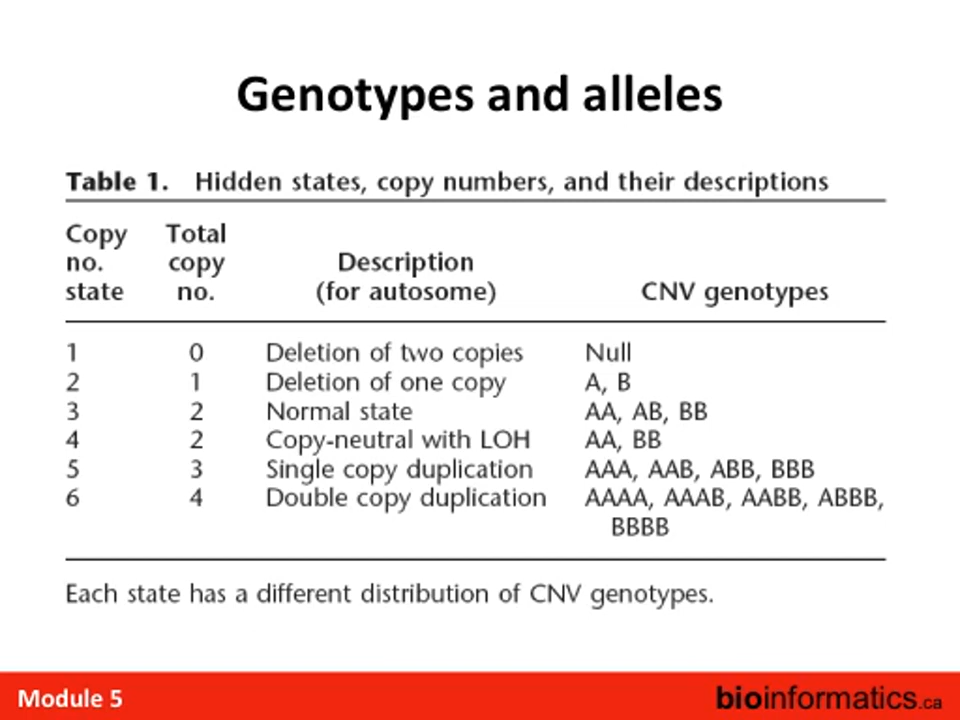 Genotypes and alleles
Table 1. Hidden states, copy numbers, and their descriptions
Copy no. state Total copy no. Description (for autosome) CNV genotypes
1 0 Deletion of two copies Null
2 1 Deletion of one copy A, B
3 2 Normal state AA, AB, BB
4 2 Copy-neutral with LOH AA, BB
5 3 Single copy duplication AAA, AAB, ABB, BBB
6 4 Double copy duplication AAAA, AAAB, AABB, ABBB,
BBBB
Each state has a different distribution of CNV genotypes.
Module 5
bioinformatics.ca